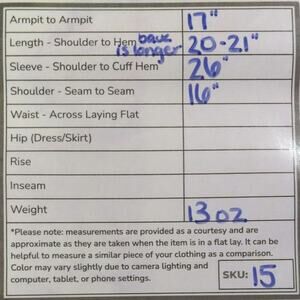 Armpit to Armpit 17"
Length - Shoulder to Hem back is longer 20-21"
Sleeve - Shoulder to Cuff Hem 26"
Shoulder - Seam to Seam 16"
Waist - Across Laying Flat
Hip (Dress/Skirt)
Rise
Inseam
Weight 13 oz
*Please note: measurements are provided as a courtesy and are
approximate as they are taken when the item is in a flat lay. It can be
helpful to measure a similar piece of your clothing as a comparison.
Color may vary slightly due to camera lighting and
computer, tablet, or phone settings.
SKU: 15